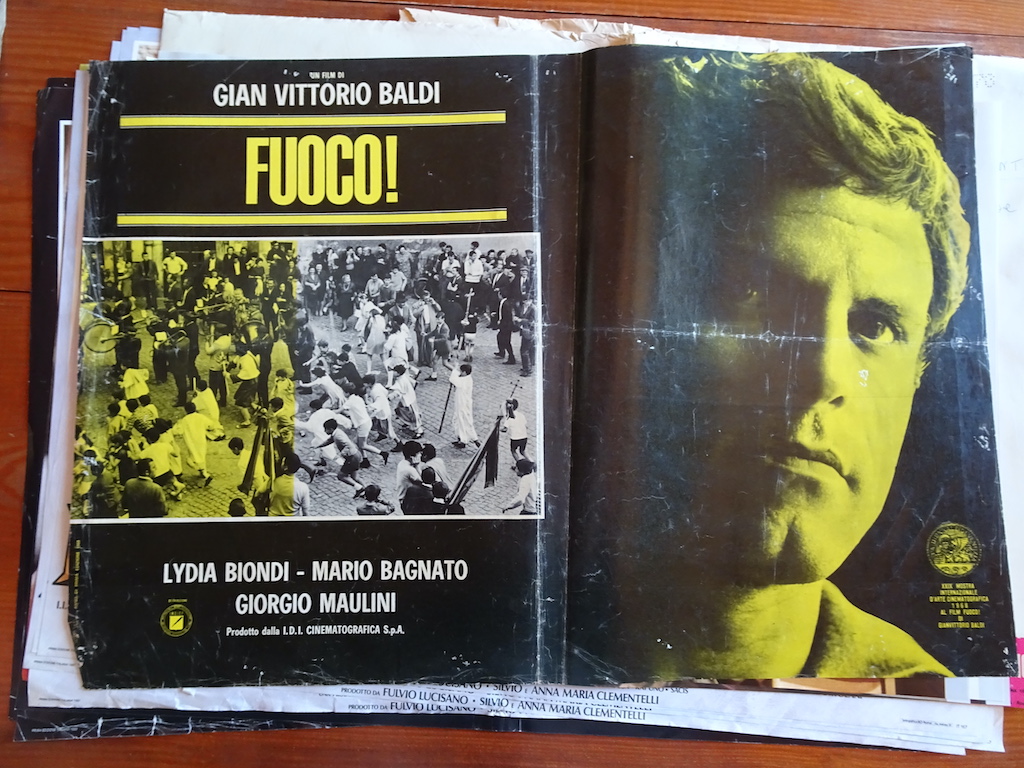 UN FILM DI
GIAN VITTORIO BALDI
FUOCO!
LYDIA BIONDI - MARIO BAGNATO
GIORGIO MAULINI
Prodotto dalla I.D.I. CINEMATOGRAFICA S.p.A.
XXIX MOSTRA
INTERNAZIONALE
D'ARTE CINEMATOGRAFICA
1968
AL FILM FUOCO!
DI
GIANVITTORIO BALDI
PRODOTTO DA FULVIO LUCISANO • SILVIO E ANNA MARIA CLEMENTELLI
PRODOTTO DA FULVIO LUCISANO • SILVIO E ANNA MARIA CLEMENTELLI